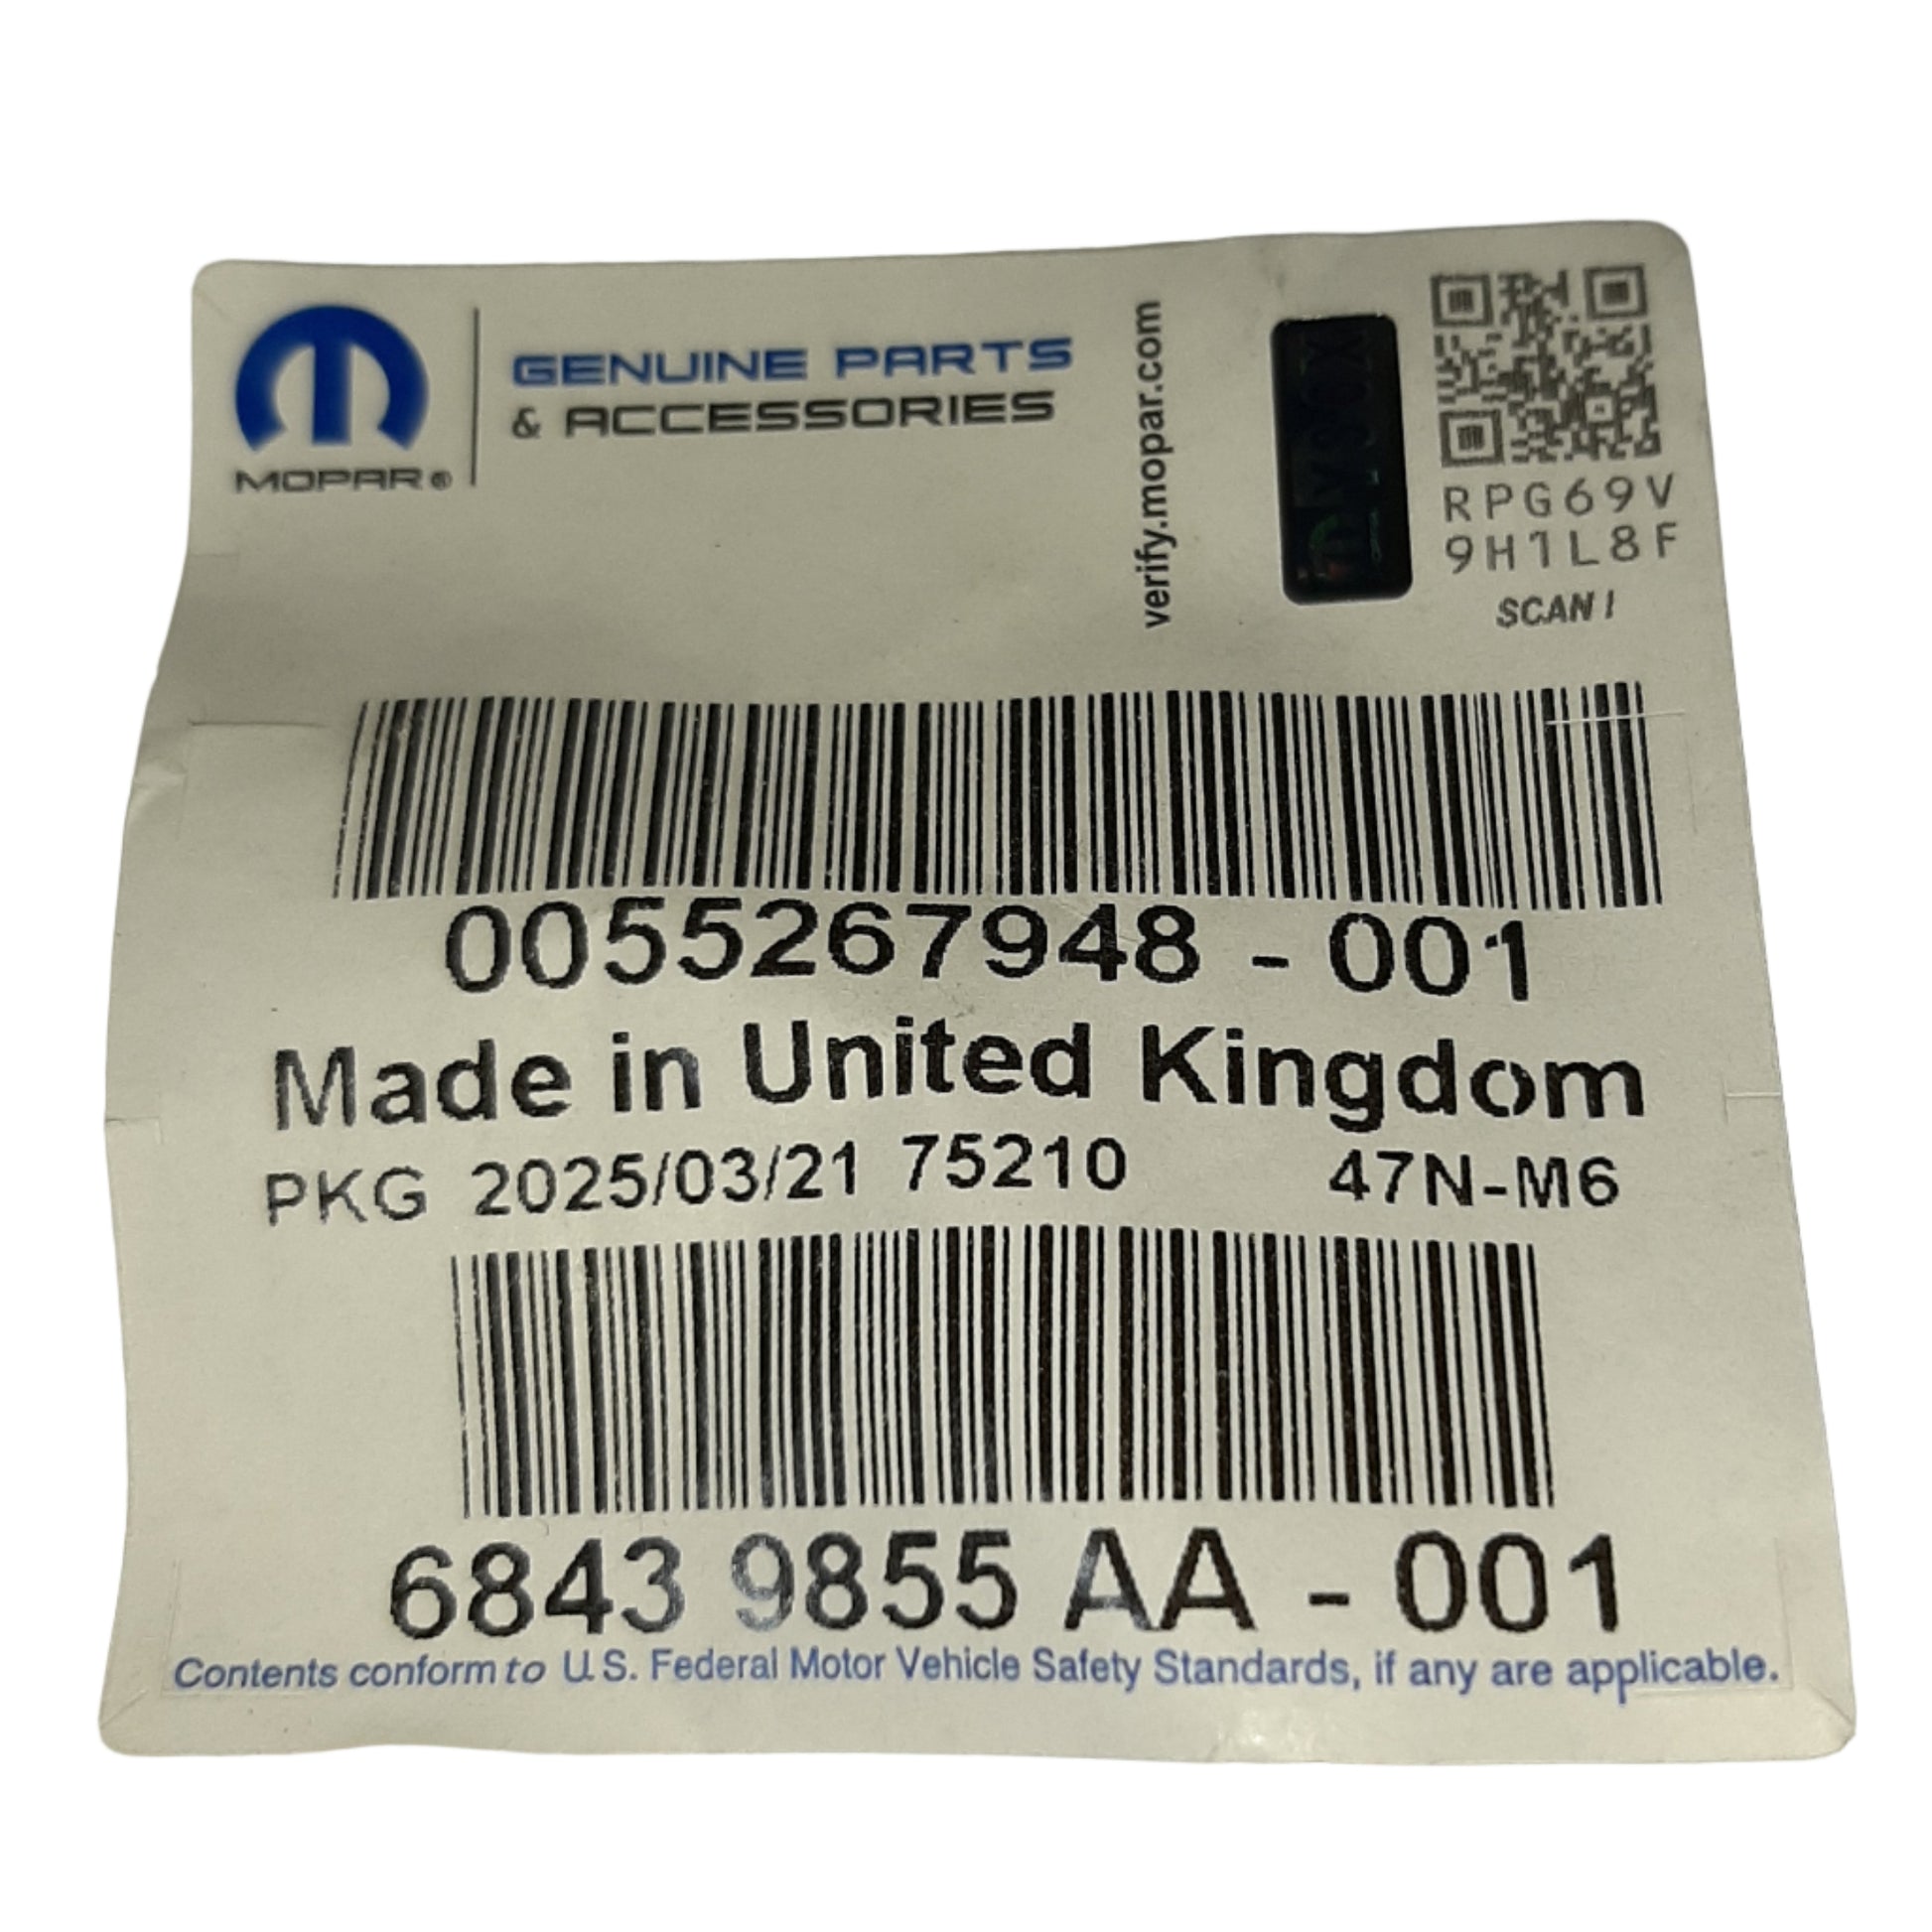 MOPAR®
GENUINE PARTS
& ACCESSORIES
verify.mopar.com
RPG69V
9H1L8F
SCAN!
0055267948 - 001
Made in United Kingdom
PKG 2025/03/21 75210 47N-M6
6843 9855 AA - 001
Contents conform to U.S. Federal Motor Vehicle Safety Standards, if any are applicable.